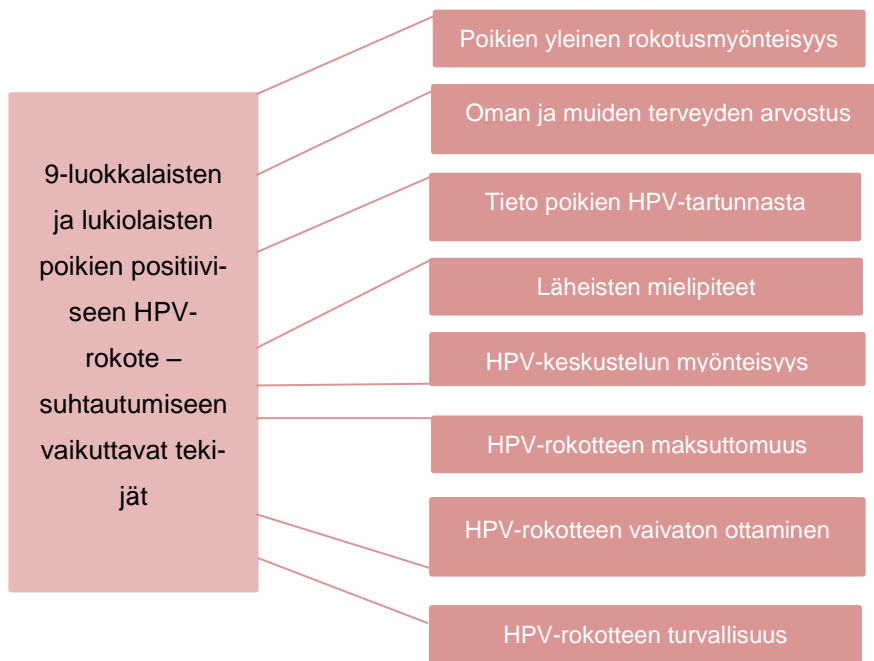 9-luokkalaisten
ja lukiolaisten
poikien positiivi-
seen HPV-
rokote –
suhtautumiseen
vaikuttavat teki-
jät
Poikien yleinen rokotusmyönteisyys
Oman ja muiden terveyden arvostus
Tieto poikien HPV-tartunnasta
Läheisten mielipiteet
HPV-keskustelun myönteisyys
HPV-rokotteen maksuttomuus
HPV-rokotteen vaivaton ottaminen
HPV-rokotteen turvallisuus